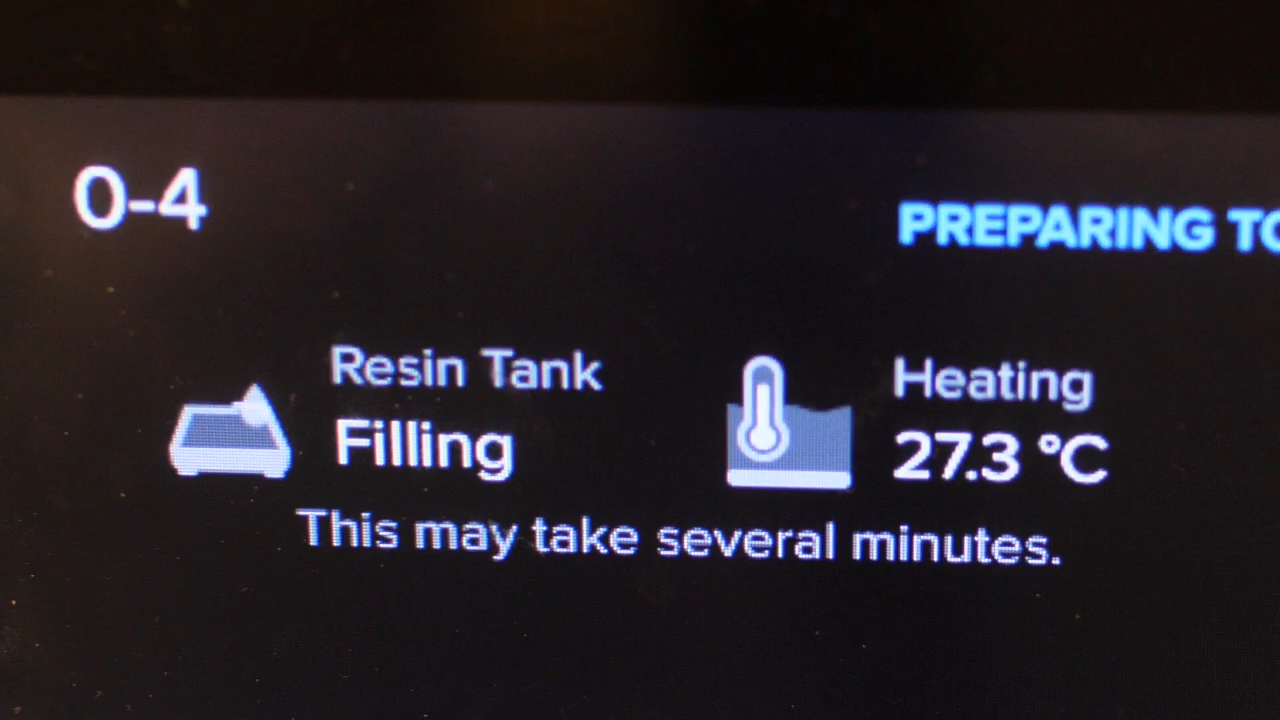 0-4
PREPARING
Resin Tank
Filling
Heating
27.3 °C
This may take several minutes.